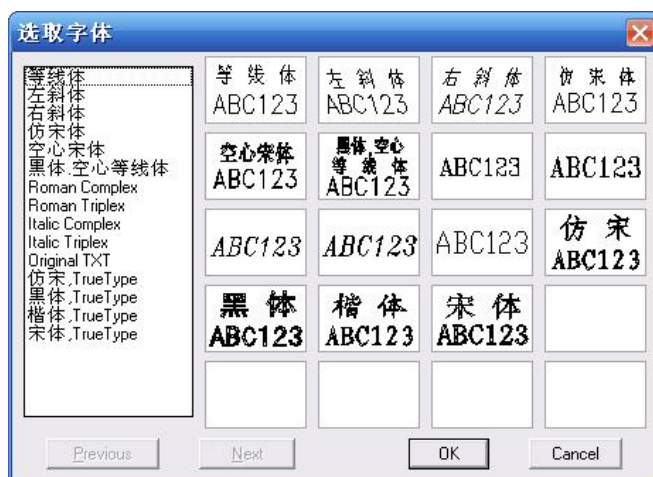 选取字体
等线体
左斜体
右斜体
仿宋体
空心宋体
黑体.空心等线体
Roman Complex
Roman Triplex
Italic Complex
Italic Triplex
Original TXT
仿宋,TrueType
黑体,TrueType
楷体,TrueType
宋体,TrueType
等线体
ABC123
左斜体
ABC123
右斜体
ABC123
仿宋体
ABC123
空心宋体
ABC123
黑体,空心
等线体
ABC123
ABC123
ABC123
ABC123
ABC123
ABC123
仿宋
ABC123
黑体
ABC123
楷体
ABC123
宋体
ABC123
Previous
Next
OK
Cancel